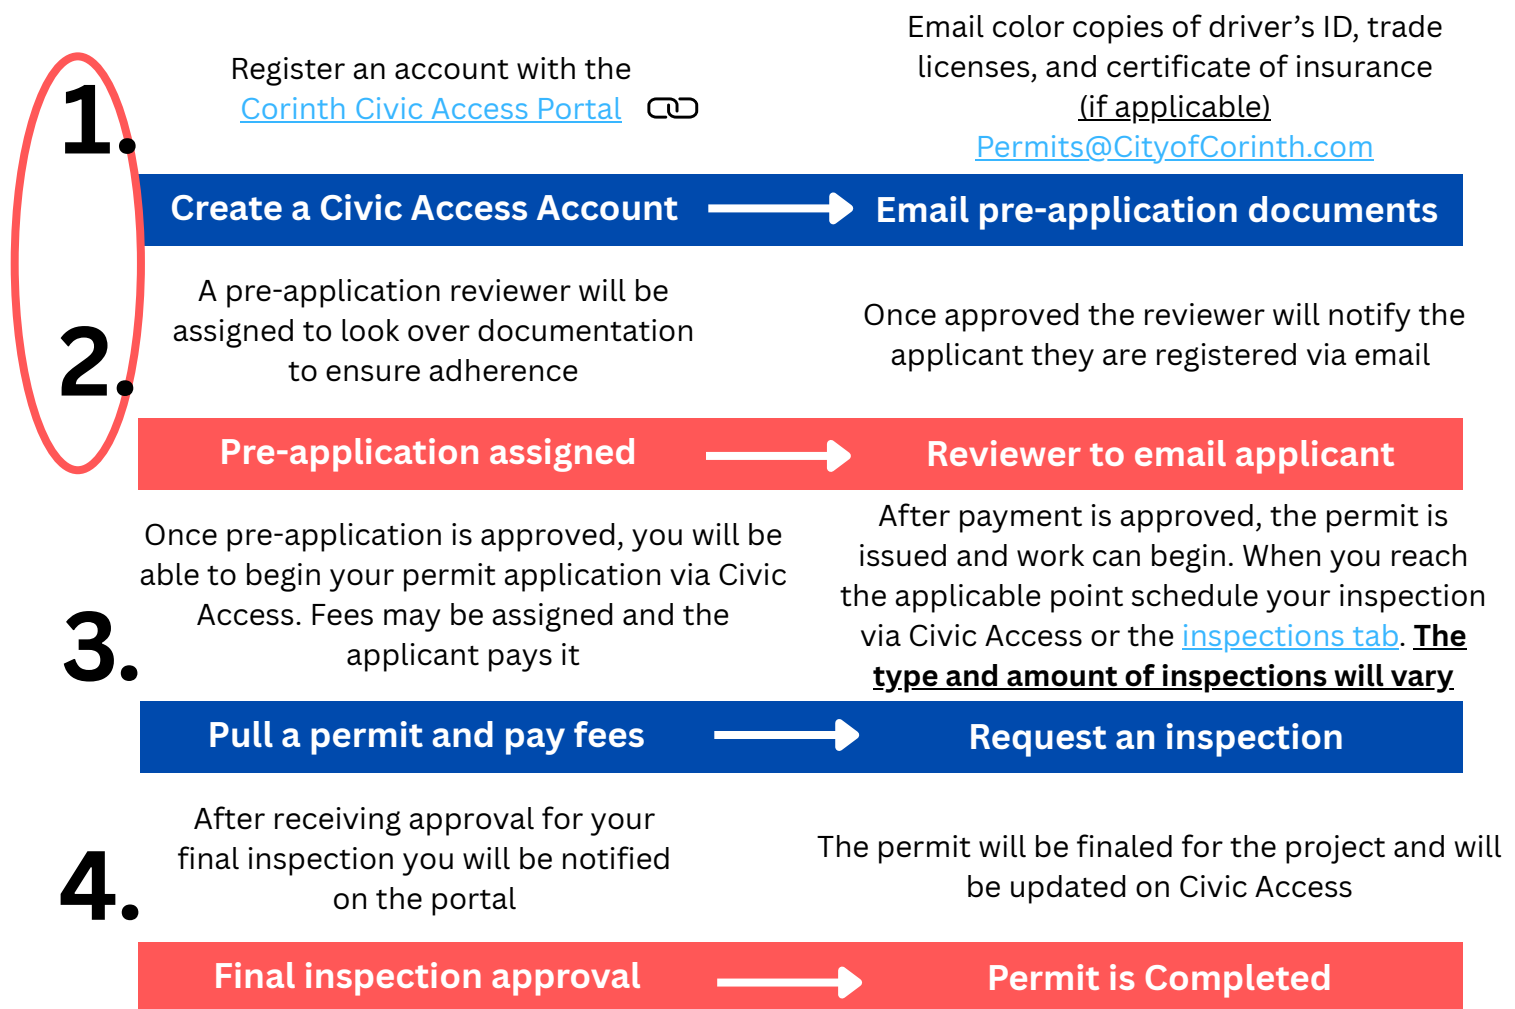 1.
Register an account with the
Corinth Civic Access Portal
Email color copies of driver’s ID, trade
licenses, and certificate of insurance
(if applicable)
Permits@CityofCorinth.com
Create a Civic Access Account
Email pre-application documents
2.
A pre-application reviewer will be
assigned to look over documentation
to ensure adherence
Once approved the reviewer will notify the
applicant they are registered via email
Pre-application assigned
Reviewer to email applicant
3.
Once pre-application is approved, you will be
able to begin your permit application via Civic
Access. Fees may be assigned and the
applicant pays it
After payment is approved, the permit is
issued and work can begin. When you reach
the applicable point schedule your inspection
via Civic Access or the inspections tab. The
type and amount of inspections will vary
Pull a permit and pay fees
Request an inspection
4.
After receiving approval for your
final inspection you will be notified
on the portal
The permit will be finaled for the project and will
be updated on Civic Access
Final inspection approval
Permit is Completed